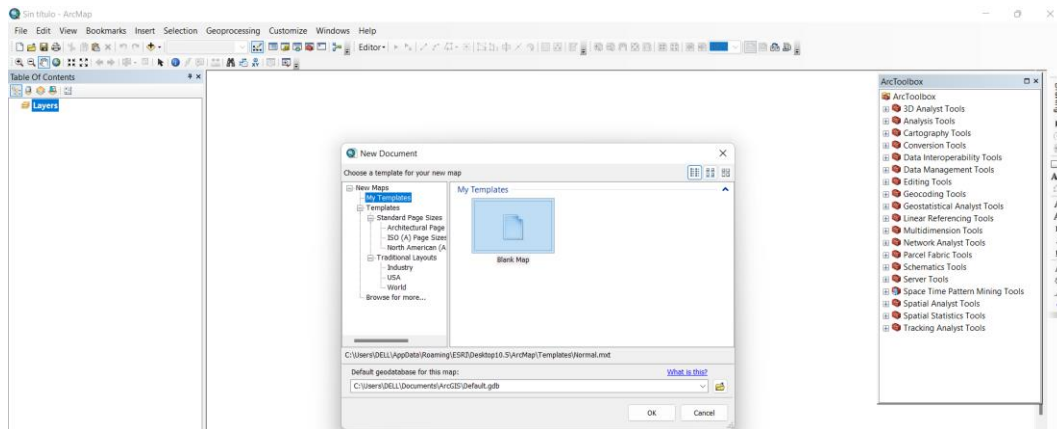 Sin título - ArcMap
File Edit View Bookmarks Insert Selection Geoprocessing Customize Windows Help
Editor
Table Of Contents
Layers
New Document
Choose a template for your new map
New Maps
My Templates
Templates
Standard Page Sizes
Architectural Page
ISO (A) Page Sizes
North American (A
Traditional Layouts
Industry
USA
World
Browse for more...
My Templates
Blank Map
C:\Users\DELL\AppData\Roaming\ESRI\Desktop10.5\ArcMap\Templates\Normal.mxt
Default geodatabase for this map:
What is this?
C:\Users\DELL\Documents\ArcGIS\Default.gdb
OK
Cancel
ArcToolbox
ArcToolbox
3D Analyst Tools
Analysis Tools
Cartography Tools
Conversion Tools
Data Interoperability Tools
Data Management Tools
Editing Tools
Geocoding Tools
Geostatistical Analyst Tools
Linear Referencing Tools
Multidimension Tools
Network Analyst Tools
Parcel Fabric Tools
Schematics Tools
Server Tools
Space Time Pattern Mining Tools
Spatial Analyst Tools
Spatial Statistics Tools
Tracking Analyst Tools